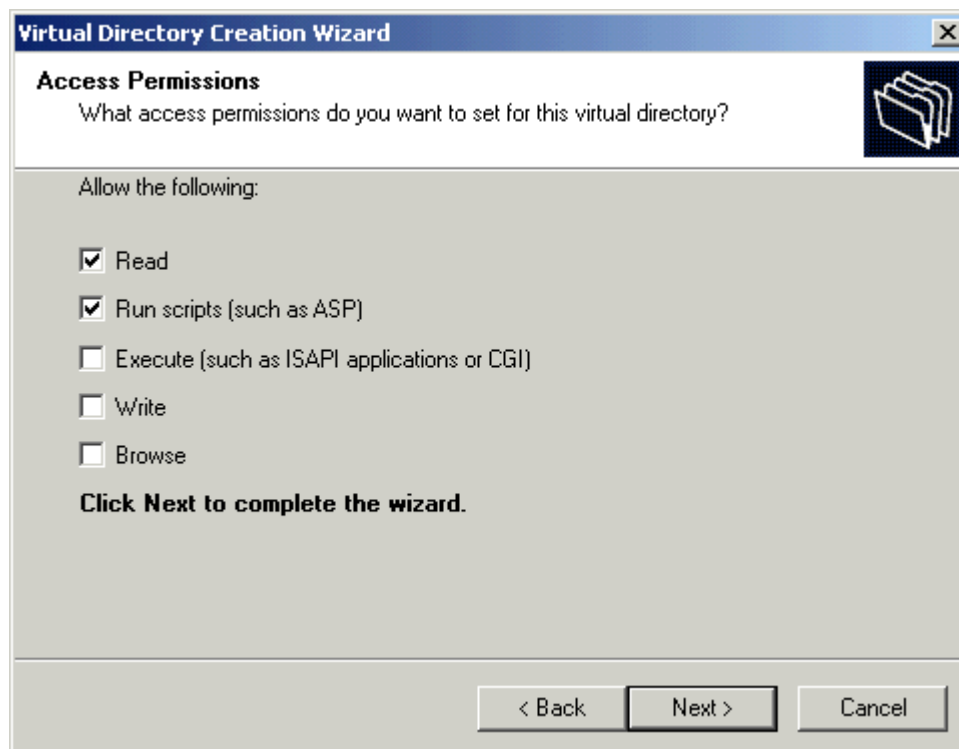 Virtual Directory Creation Wizard
Access Permissions
What access permissions do you want to set for this virtual directory?
Allow the following:
Read
Run scripts (such as ASP)
Execute (such as ISAPI applications or CGI)
Write
Browse
Click Next to complete the wizard.
< Back
Next >
Cancel